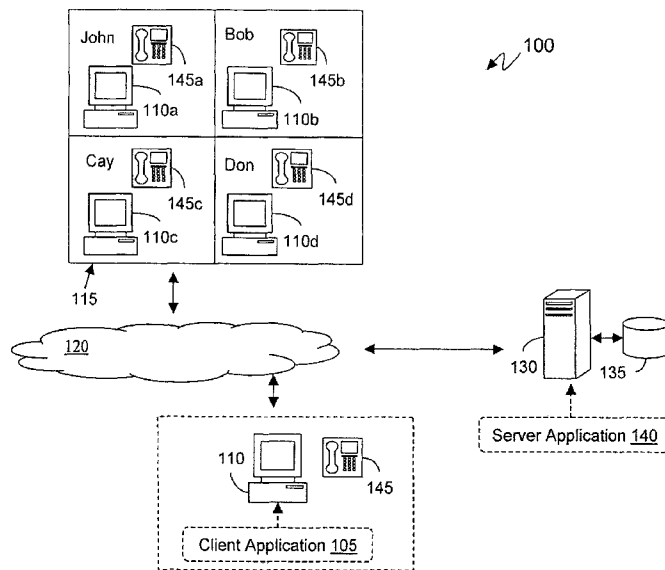 John
145a
110a
Bob
145b
110b
100
Cay
145c
110c
Don
145d
110d
115
120
130
135
Server Application 140
110
145
Client Application 105